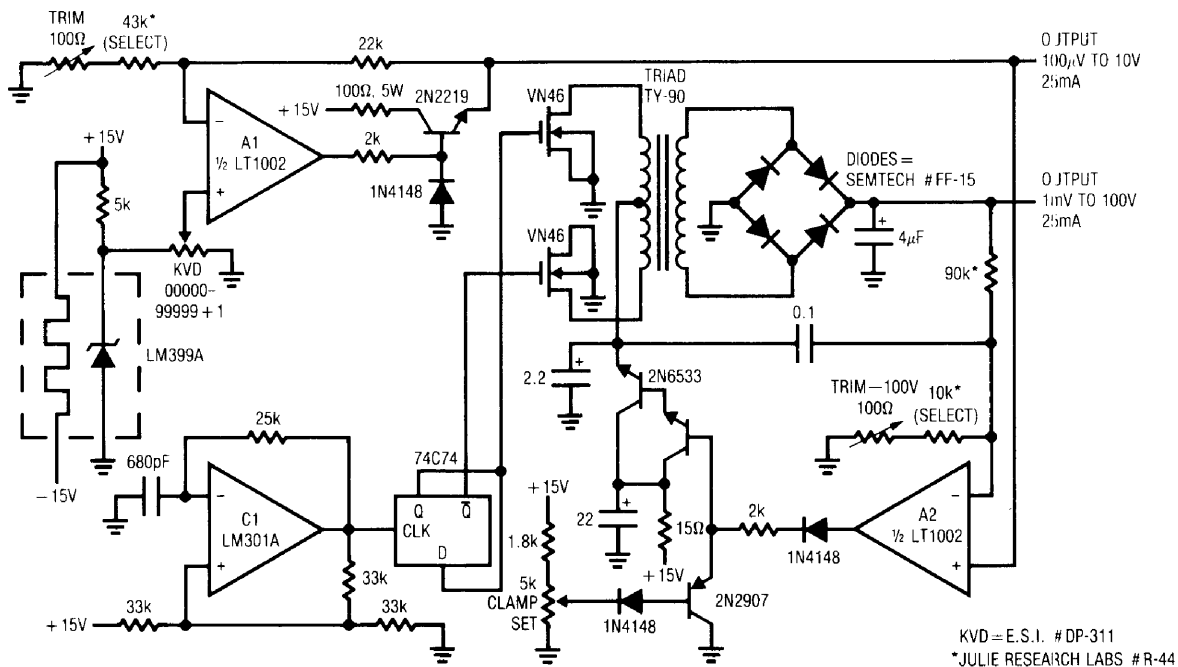 TRIM
100Ω
43k*
(SELECT)
22k
O JTPUT
100µV TO 10V
25mA
+15V
100Ω, 5W
2N2219
VN46
TRIAD
TY-90
+15V
−
A1
½ LT1002
+
2k
1N4148
DIODES=
SEMTECH #FF-15
O JTPUT
1mV TO 100V
25mA
5k
KVD
00000-
99999+1
VN46
+
4µF
90k*
LM399A
0.1
+
2.2
2N6533
TRIM−100V
100Ω
10k*
(SELECT)
25k
680pF
−15V
74C74
−
C1
LM301A
+
Q
Q̅
CLK
D
+15V
+
22
15Ω
+15V
2k
1N4148
−
A2
½ LT1002
+
1.8k
5k
CLAMP
SET
1N4148
2N2907
33k
+15V
33k
33k
KVD=E.S.I. #DP-311
*JULIE RESEARCH LABS #R-44